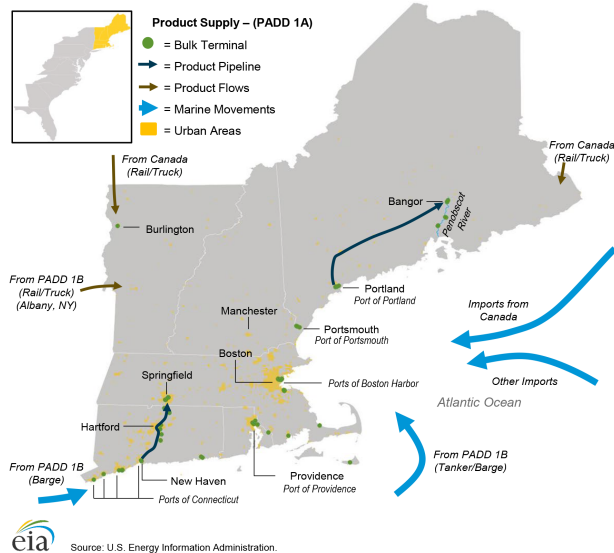 Product Supply – (PADD 1A)
= Bulk Terminal
= Product Pipeline
= Product Flows
= Marine Movements
= Urban Areas
From Canada
(Rail/Truck)
From Canada
(Rail/Truck)
Bangor
Penobscot
River
Burlington
From PADD 1B
(Rail/Truck)
(Albany, NY)
Portland
Port of Portland
Manchester
Imports from
Canada
Portsmouth
Port of Portsmouth
Boston
Springfield
Ports of Boston Harbor
Other Imports
Atlantic Ocean
Hartford
From PADD 1B
(Tanker/Barge)
From PADD 1B
(Barge)
New Haven
Providence
Port of Providence
Ports of Connecticut
eia
Source: U.S. Energy Information Administration.